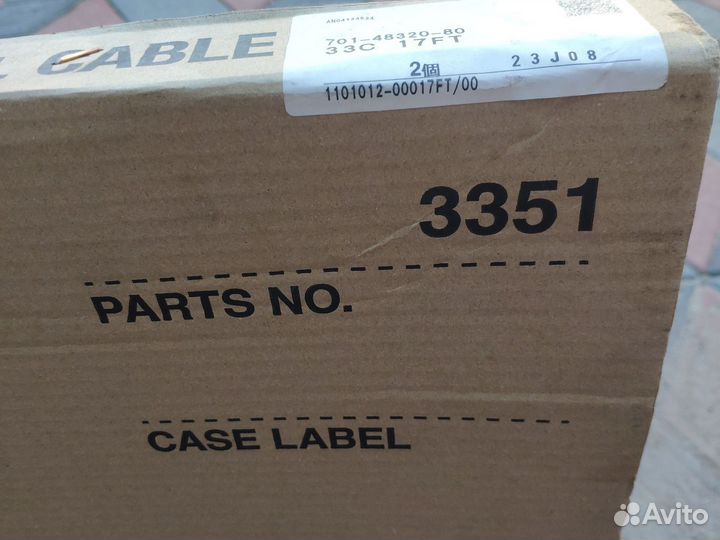 L CABLE
701-48320-80
33C 17FT
2個 23J08
1101012-00017FT/00
3351
PARTS NO.
CASE LABEL
Avito